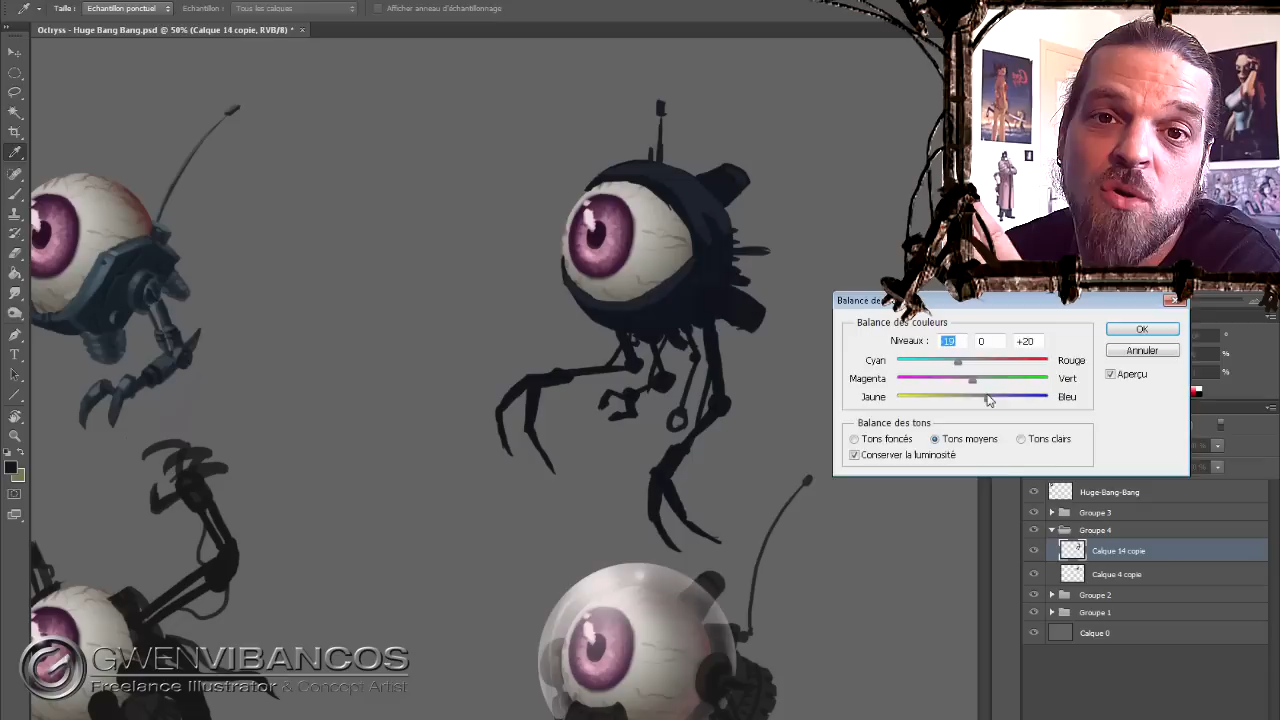 Taille :
Echantillon ponctuel
Echantillon :
Tous les calques
Afficher anneau d'échantillonnage
Octryss - Huge Bang Bang.psd @ 50% (Calque 14 copie, RVB/8) *
Balance des
Balance des couleurs
Niveaux : -19 0 +20
Cyan
Rouge
Magenta
Vert
Jaune
Bleu
Balance des tons
Tons foncés
Tons moyens
Tons clairs
Conserver la luminosité
OK
Annuler
Aperçu
%
%
Huge-Bang-Bang
Groupe 3
Groupe 4
Calque 14 copie
Calque 4 copie
Groupe 2
Groupe 1
Calque 0
GWENVIBANCOS
Freelance Illustrator & Concept Artist